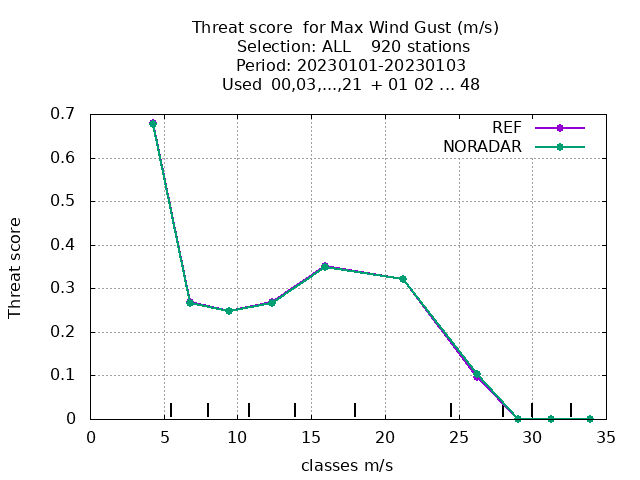 Threat score  for Max Wind Gust (m/s)
Selection: ALL    920 stations
Period: 20230101-20230103
Used  00,03,...,21  + 01 02 ... 48
REF
NORADAR
Threat score
0.7
0.6
0.5
0.4
0.3
0.2
0.1
0
0 5 10 15 20 25 30 35
classes m/s